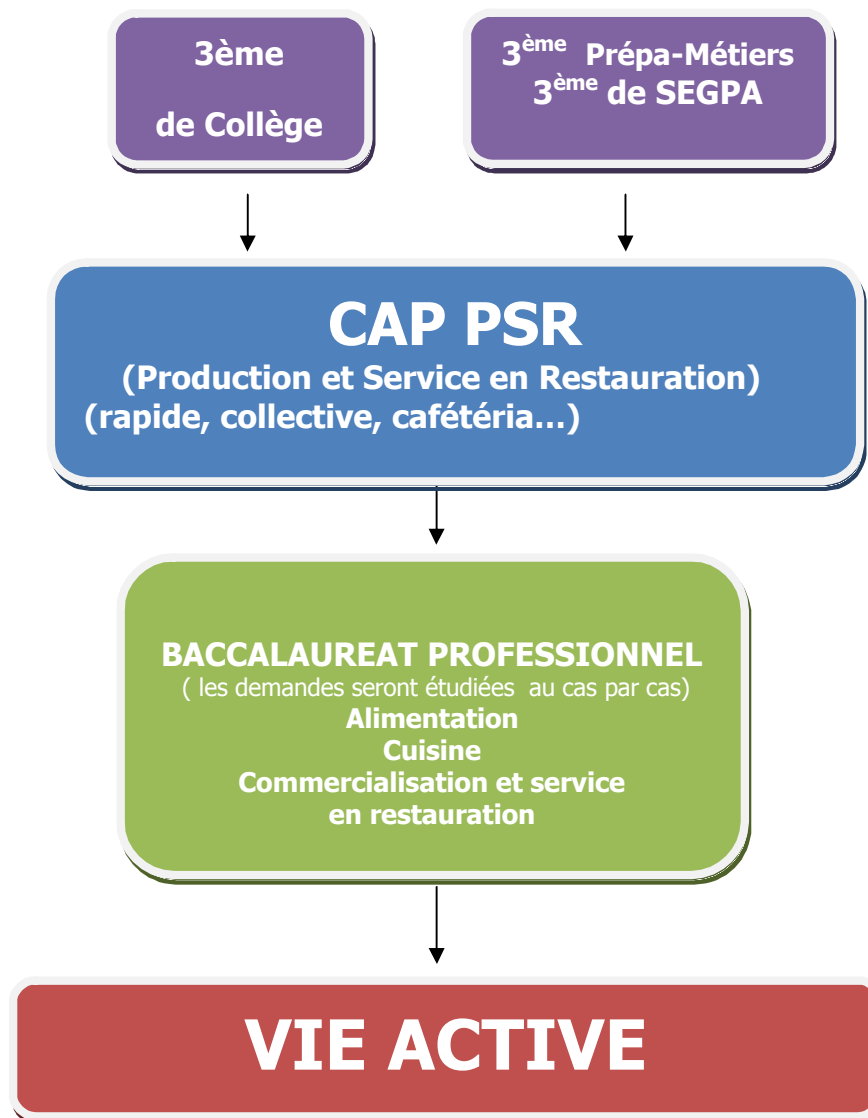 3ème
de Collège
3ème Prépa-Métiers
3ème de SEGPA
CAP PSR
(Production et Service en Restauration)
(rapide, collective, cafétéria...)
BACCALAUREAT PROFESSIONNEL
( les demandes seront étudiées au cas par cas)
Alimentation
Cuisine
Commercialisation et service
en restauration
VIE ACTIVE